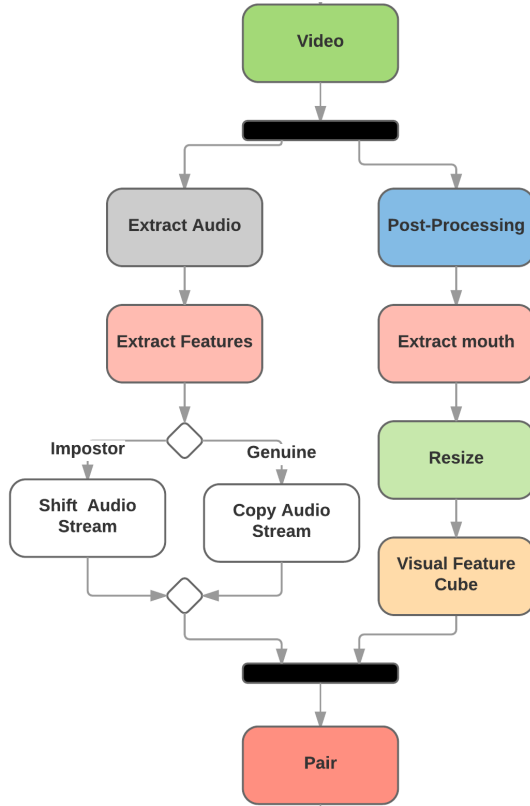 Video
Extract Audio
Post-Processing
Extract Features
Extract mouth
Impostor
Genuine
Resize
Shift Audio
Stream
Copy Audio
Stream
Visual Feature
Cube
Pair